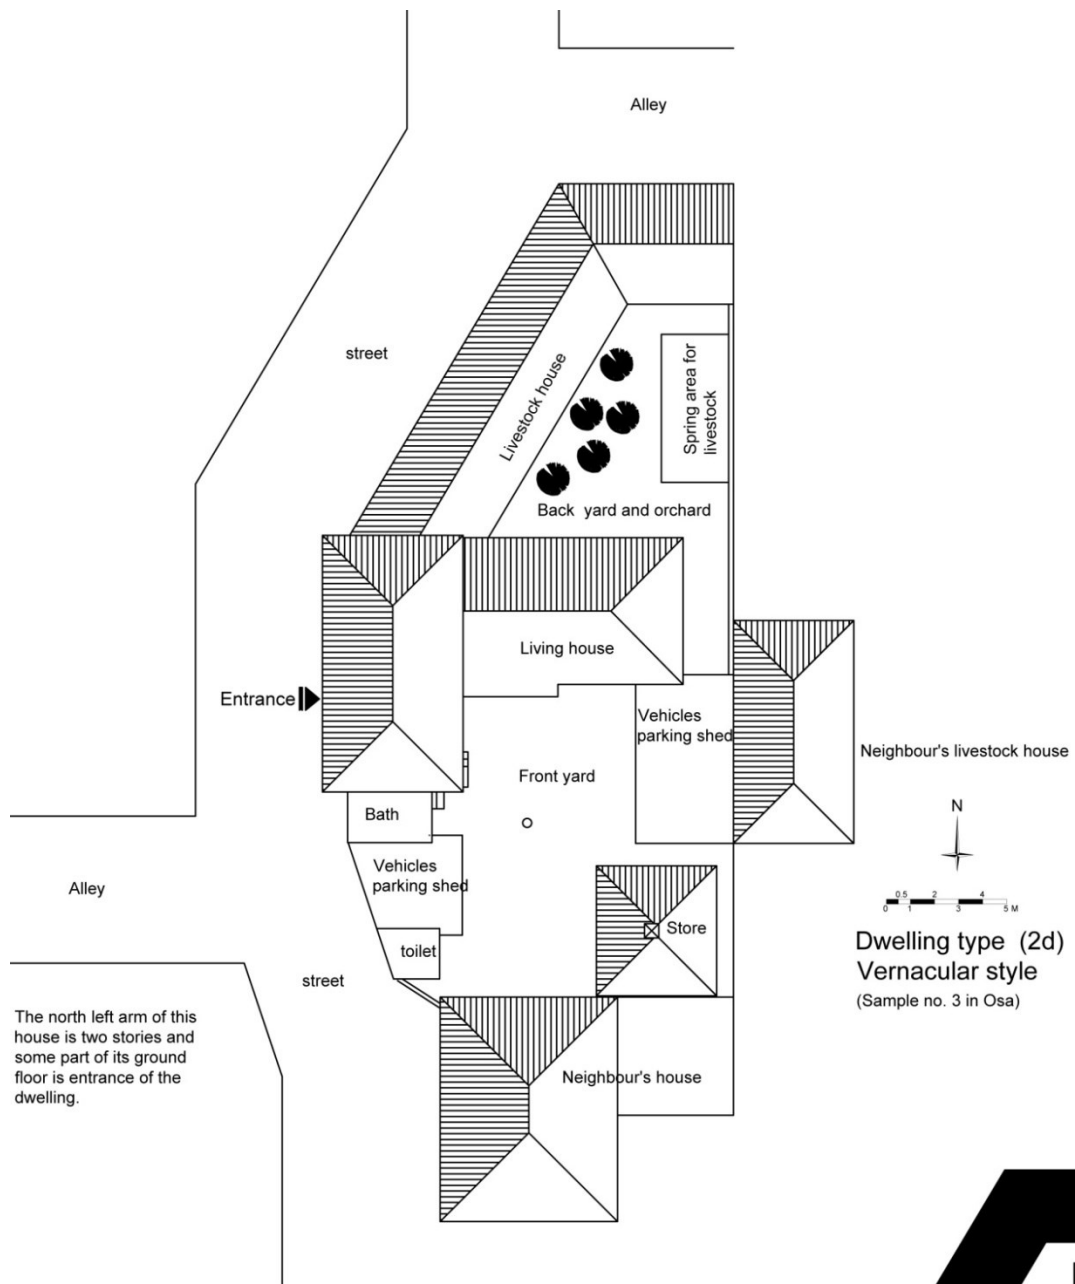 Alley
street
Livestock house
Spring area for
livestock
Back yard and orchard
Living house
Entrance
Vehicles
parking shed
Neighbour's livestock house
Front yard
Bath
N
Vehicles
parking shed
Alley
0.5 2 4
0 1 3 5 M
Store
toilet
Dwelling type (2d)
Vernacular style
(Sample no. 3 in Osa)
street
The north left arm of this
house is two stories and
some part of its ground
floor is entrance of the
dwelling.
Neighbour's house